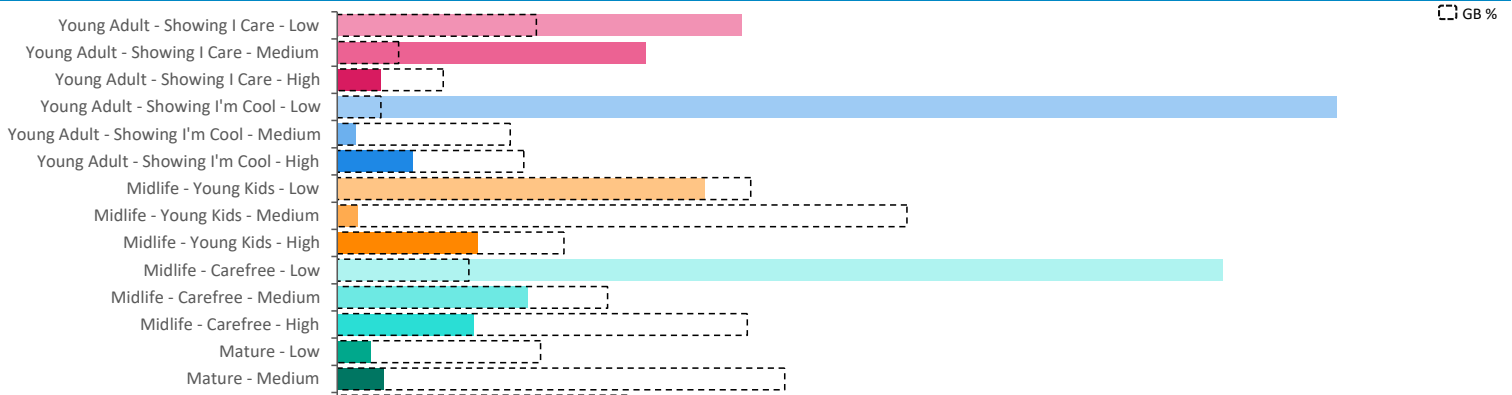 GB %
Young Adult - Showing I Care - Low
Young Adult - Showing I Care - Medium
Young Adult - Showing I Care - High
Young Adult - Showing I'm Cool - Low
Young Adult - Showing I'm Cool - Medium
Young Adult - Showing I'm Cool - High
Midlife - Young Kids - Low
Midlife - Young Kids - Medium
Midlife - Young Kids - High
Midlife - Carefree - Low
Midlife - Carefree - Medium
Midlife - Carefree - High
Mature - Low
Mature - Medium